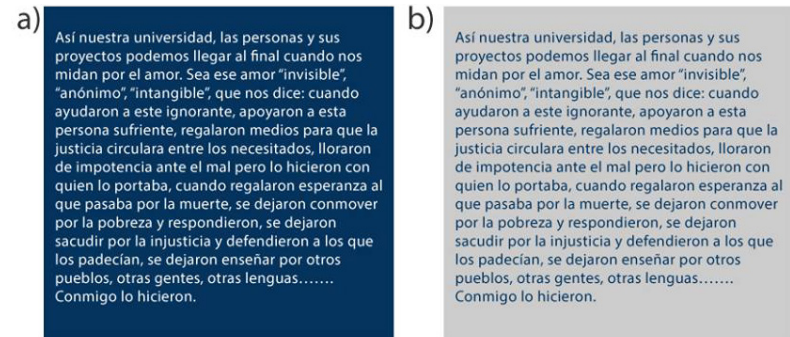 a)
Así nuestra universidad, las personas y sus
proyectos podemos llegar al final cuando nos
midan por el amor. Sea ese amor “invisible”,
“anónimo”, “intangible”, que nos dice: cuando
ayudaron a este ignorante, apoyaron a esta
persona sufriente, regalaron medios para que la
justicia circulara entre los necesitados, lloraron
de impotencia ante el mal pero lo hicieron con
quien lo portaba, cuando regalaron esperanza al
que pasaba por la muerte, se dejaron conmover
por la pobreza y respondieron, se dejaron
sacudir por la injusticia y defendieron a los que
los padecían, se dejaron enseñar por otros
pueblos, otras gentes, otras lenguas…….
Conmigo lo hicieron.
b)
Así nuestra universidad, las personas y sus
proyectos podemos llegar al final cuando nos
midan por el amor. Sea ese amor “invisible”,
“anónimo”, “intangible”, que nos dice: cuando
ayudaron a este ignorante, apoyaron a esta
persona sufriente, regalaron medios para que la
justicia circulara entre los necesitados, lloraron
de impotencia ante el mal pero lo hicieron con
quien lo portaba, cuando regalaron esperanza al
que pasaba por la muerte, se dejaron conmover
por la pobreza y respondieron, se dejaron
sacudir por la injusticia y defendieron a los que
los padecían, se dejaron enseñar por otros
pueblos, otras gentes, otras lenguas…….
Conmigo lo hicieron.